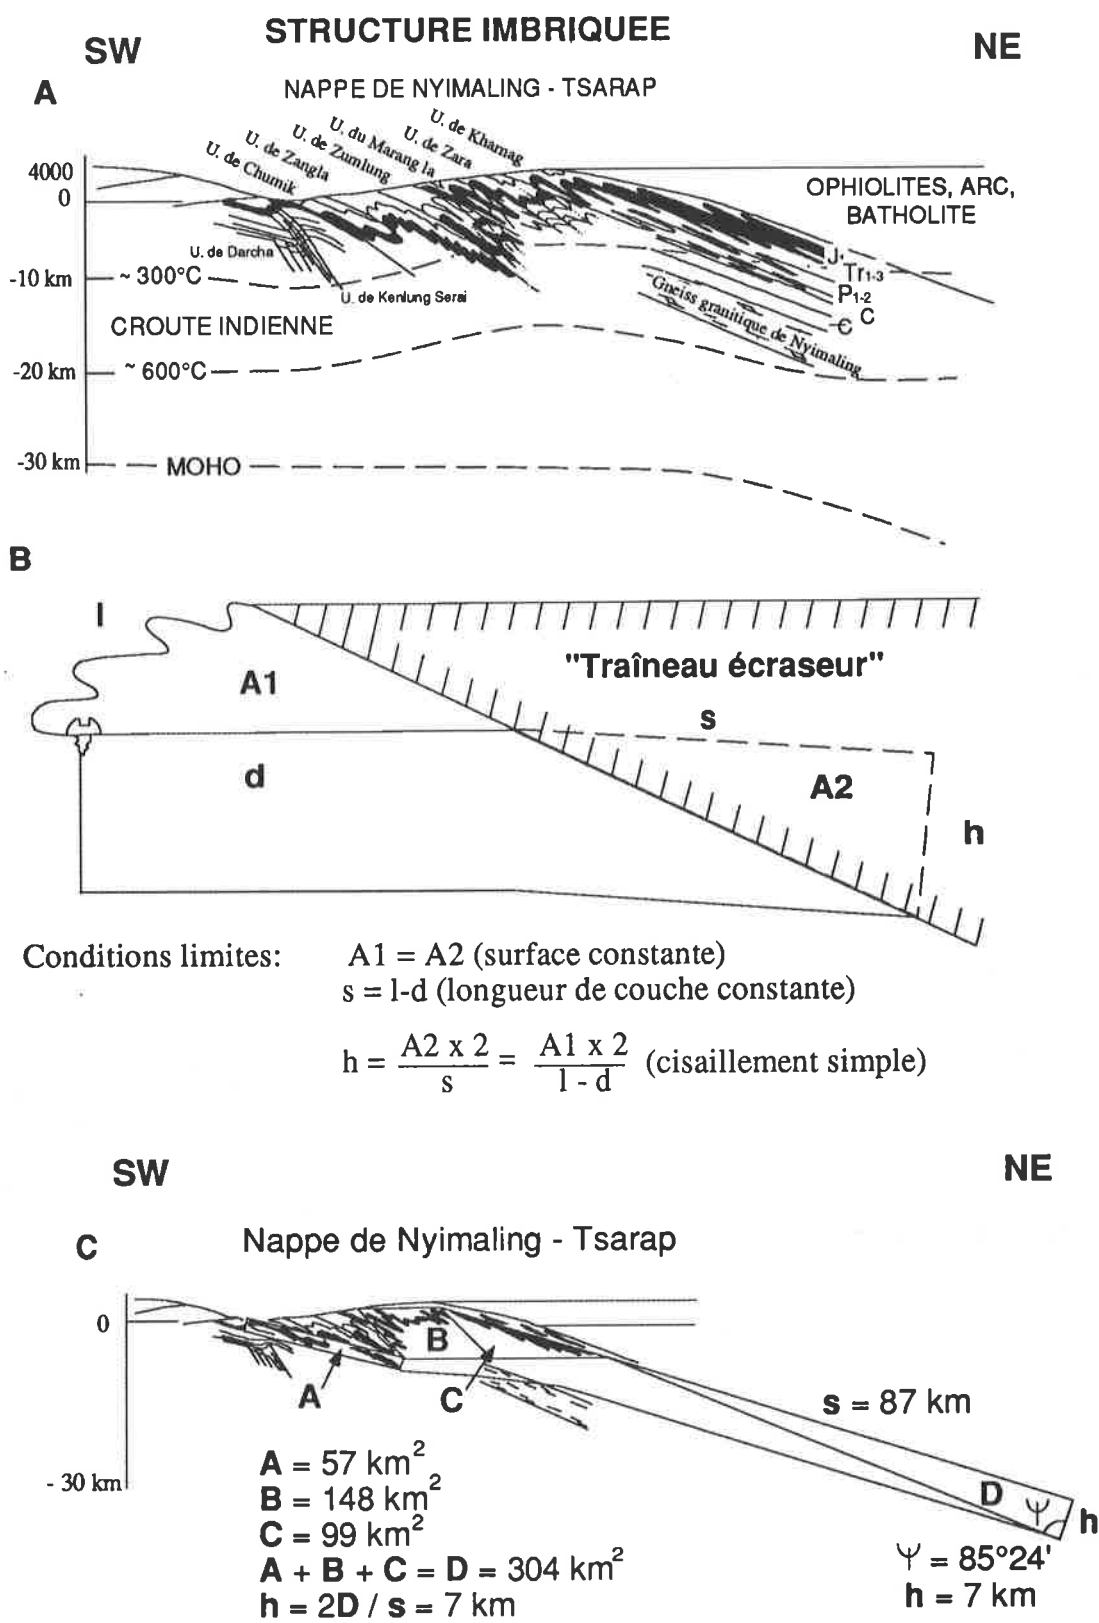 STRUCTURE IMBRIQUEE
SW
NE
A
NAPPE DE NYIMALING - TSARAP
U. de Chumik
U. de Zangla
U. de Zumlung
U. du Marang la
U. de Zara
U. de Kharnag
4000
0
OPHIOLITES, ARC,
BATHOLITE
U. de Darcha
J
-10 km
~ 300°C
Tr1-3
U. de Kenlung Serai
P1-2
C
Є
Gneiss granitique de Nyimaling
CROUTE INDIENNE
-20 km
~ 600°C
-30 km
MOHO
B
l
"Traîneau écraseur"
A1
s
d
A2
h
Conditions limites: A1 = A2 (surface constante)
s = l-d (longueur de couche constante)
h = A2 x 2 / s = A1 x 2 / l - d (cisaillement simple)
SW
NE
C
Nappe de Nyimaling - Tsarap
0
B
A
C
s = 87 km
- 30 km
D
Ψ
h
A = 57 km²
B = 148 km²
C = 99 km²
A + B + C = D = 304 km²
h = 2D / s = 7 km
Ψ = 85°24'
h = 7 km